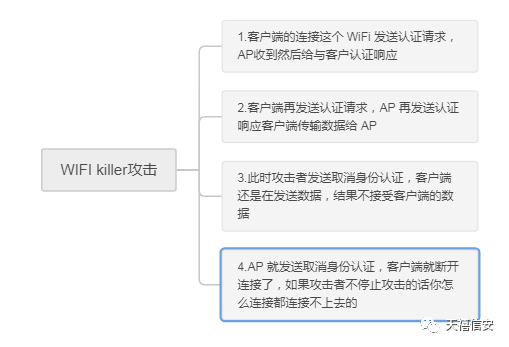 WIFI killer攻击
1.客户端的连接这个 WiFi 发送认证请求，
AP收到然后给与客户认证响应
2.客户端再发送认证请求，AP 再发送认证
响应客户端传输数据给 AP
3.此时攻击者发送取消身份认证，客户端
还是在发送数据，结果不接受客户端的数
据
4.AP 就发送取消身份认证，客户端就断开
连接了，如果攻击者不停止攻击的话你怎
么连接都连接不上去的
天禧信安